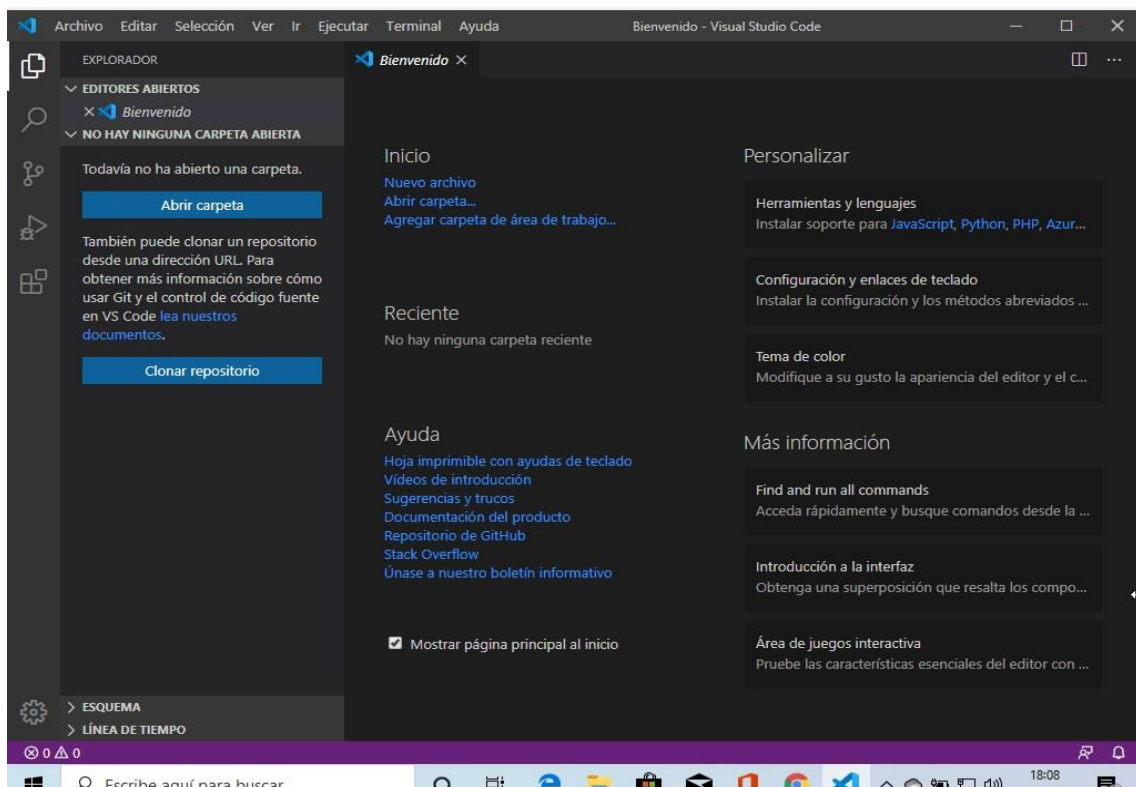 Archivo Editar Selección Ver Ir Ejecutar Terminal Ayuda Bienvenido - Visual Studio Code
EXPLORADOR
EDITORES ABIERTOS
Bienvenido
NO HAY NINGUNA CARPETA ABIERTA
Todavía no ha abierto una carpeta.
Abrir carpeta
También puede clonar un repositorio
desde una dirección URL. Para
obtener más información sobre cómo
usar Git y el control de código fuente
en VS Code lea nuestros
documentos.
Clonar repositorio
ESQUEMA
LÍNEA DE TIEMPO
Bienvenido
Inicio
Nuevo archivo
Abrir carpeta...
Agregar carpeta de área de trabajo...
Reciente
No hay ninguna carpeta reciente
Ayuda
Hoja imprimible con ayudas de teclado
Vídeos de introducción
Sugerencias y trucos
Documentación del producto
Repositorio de GitHub
Stack Overflow
Únase a nuestro boletín informativo
Mostrar página principal al inicio
Personalizar
Herramientas y lenguajes
Instalar soporte para JavaScript, Python, PHP, Azur...
Configuración y enlaces de teclado
Instalar la configuración y los métodos abreviados ...
Tema de color
Modifique a su gusto la apariencia del editor y el c...
Más información
Find and run all commands
Acceda rápidamente y busque comandos desde la ...
Introducción a la interfaz
Obtenga una superposición que resalta los compo...
Área de juegos interactiva
Pruebe las características esenciales del editor con ...
0 0
Escribe aquí para buscar
18:08